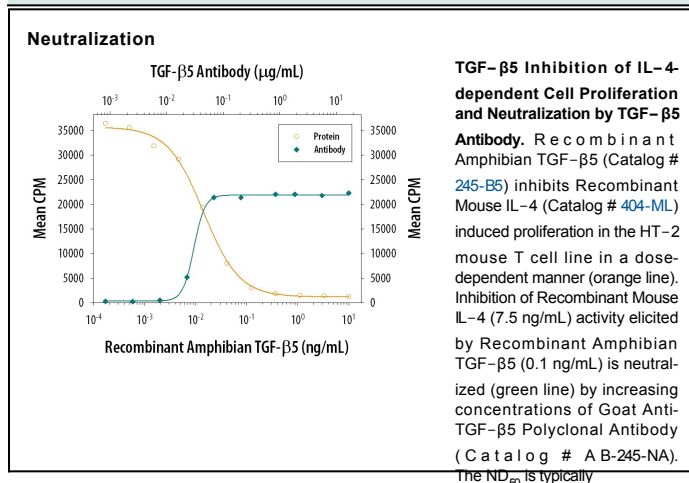 Neutralization
TGF-β5 Antibody (μg/mL)
10⁻³ 10⁻² 10⁻¹ 10⁰ 10¹
Protein
Antibody
35000 35000
30000 30000
25000 25000
20000 20000
15000 15000
10000 10000
5000 5000
0 0
Mean CPM
Mean CPM
10⁻⁴ 10⁻³ 10⁻² 10⁻¹ 10⁰ 10¹
Recombinant Amphibian TGF-β5 (ng/mL)
TGF-β5 Inhibition of IL-4-
dependent Cell Proliferation
and Neutralization by TGF-β5
Antibody. Recombinant
Amphibian TGF-β5 (Catalog #
245-B5) inhibits Recombinant
Mouse IL-4 (Catalog # 404-ML)
induced proliferation in the HT-2
mouse T cell line in a dose-
dependent manner (orange line).
Inhibition of Recombinant Mouse
IL-4 (7.5 ng/mL) activity elicited
by Recombinant Amphibian
TGF-β5 (0.1 ng/mL) is neutral-
ized (green line) by increasing
concentrations of Goat Anti-
TGF-β5 Polyclonal Antibody
(Catalog # AB-245-NA).
The ND₅₀ is typically